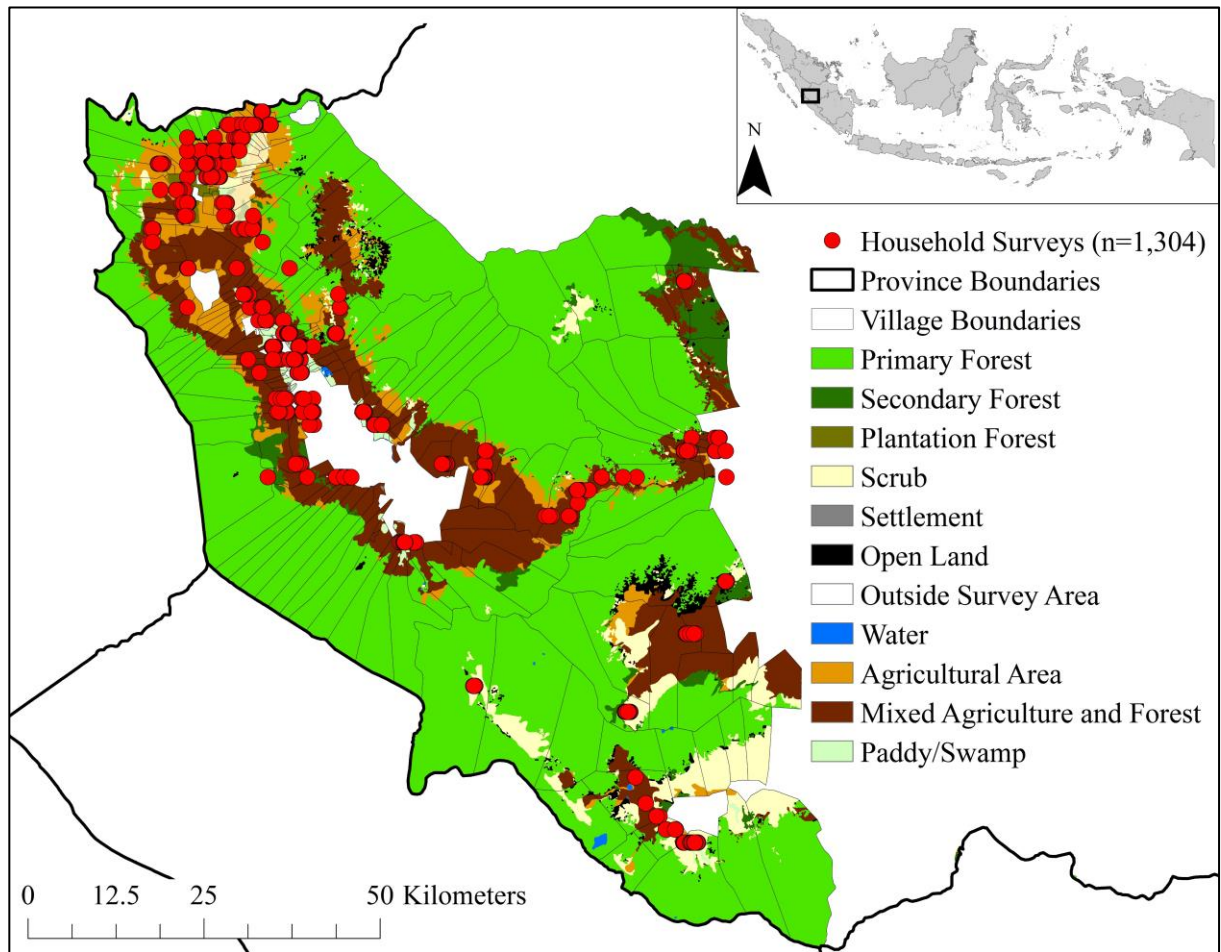 N
Household Surveys (n=1,304)
Province Boundaries
Village Boundaries
Primary Forest
Secondary Forest
Plantation Forest
Scrub
Settlement
Open Land
Outside Survey Area
Water
Agricultural Area
Mixed Agriculture and Forest
Paddy/Swamp
0 12.5 25 50 Kilometers